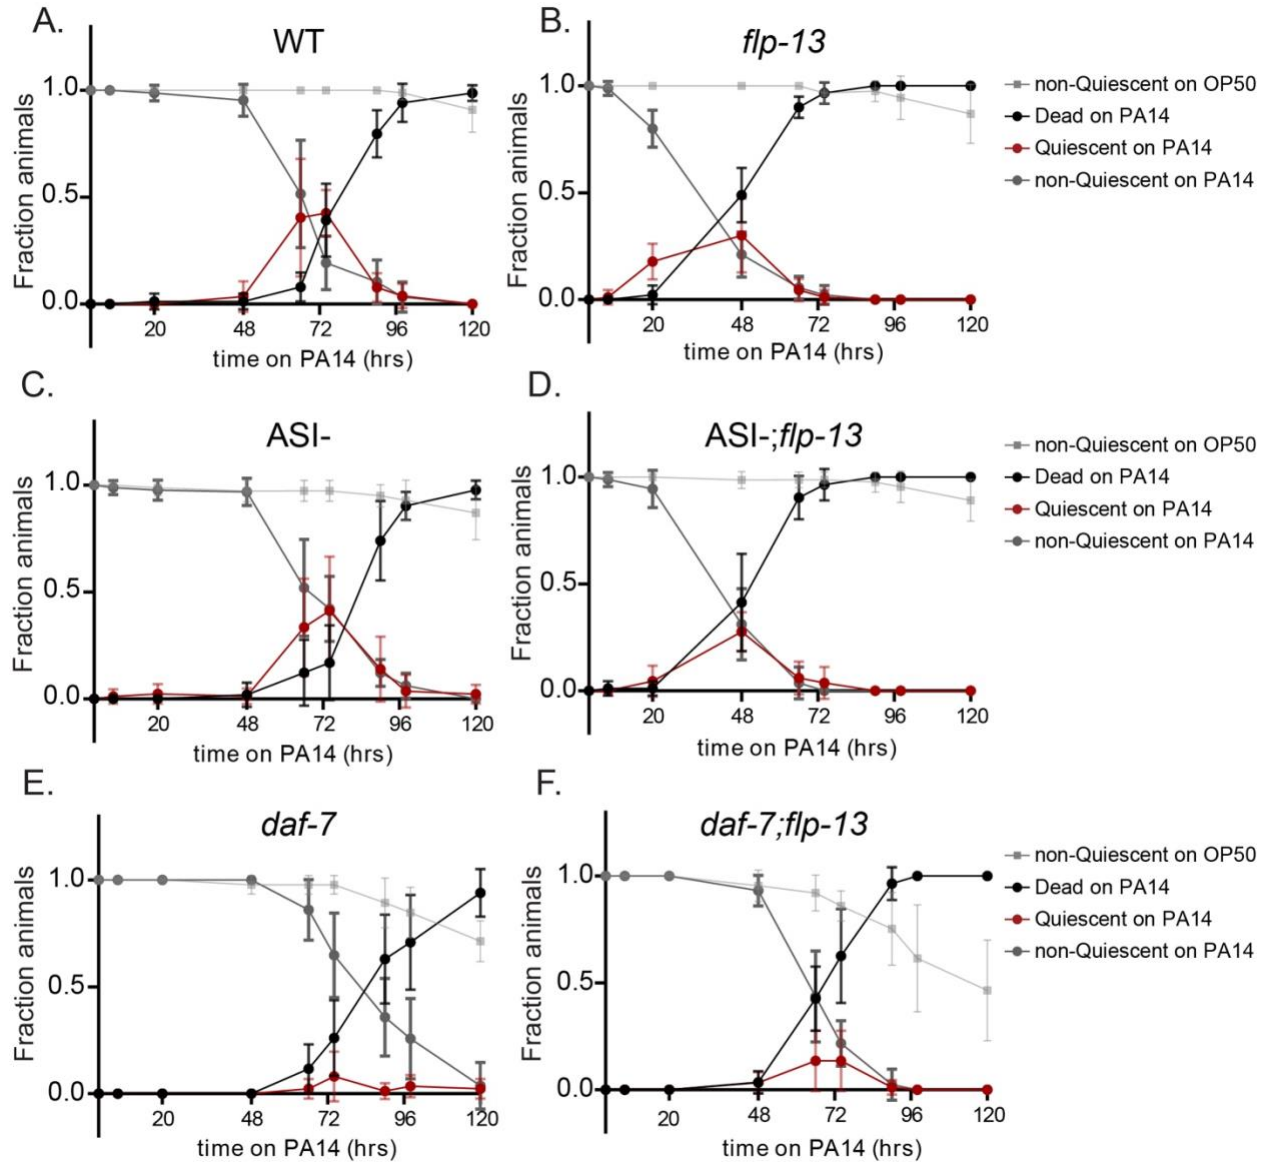 A.
WT
1.0
0.5
0.0
Fraction animals
20 48 72 96 120
time on PA14 (hrs)
B.
flp-13
1.0
0.5
0.0
Fraction animals
20 48 72 96 120
time on PA14 (hrs)
non-Quiescent on OP50
Dead on PA14
Quiescent on PA14
non-Quiescent on PA14
C.
ASI-
1.0
0.5
0.0
Fraction animals
20 48 72 96 120
time on PA14 (hrs)
D.
ASI-;flp-13
1.0
0.5
0.0
Fraction animals
20 48 72 96 120
time on PA14 (hrs)
non-Quiescent on OP50
Dead on PA14
Quiescent on PA14
non-Quiescent on PA14
E.
daf-7
1.0
0.5
0.0
Fraction animals
20 48 72 96 120
time on PA14 (hrs)
F.
daf-7;flp-13
1.0
0.5
0.0
Fraction animals
20 48 72 96 120
time on PA14 (hrs)
non-Quiescent on OP50
Dead on PA14
Quiescent on PA14
non-Quiescent on PA14